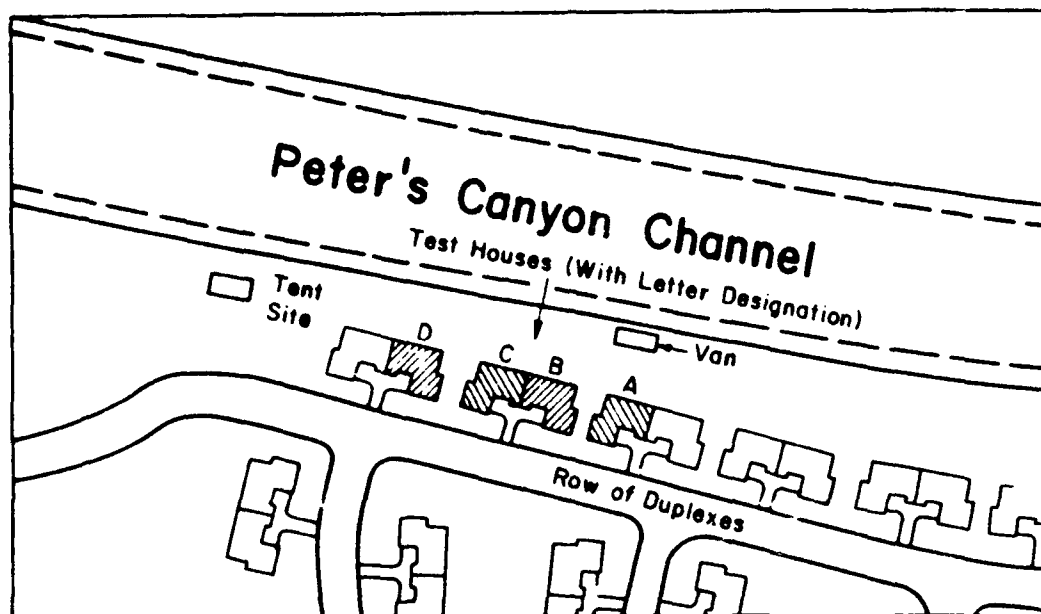 Peter's Canyon Channel
Test Houses (With Letter Designation)
Tent
Site
Van
D
C
B
A
Row of Duplexes